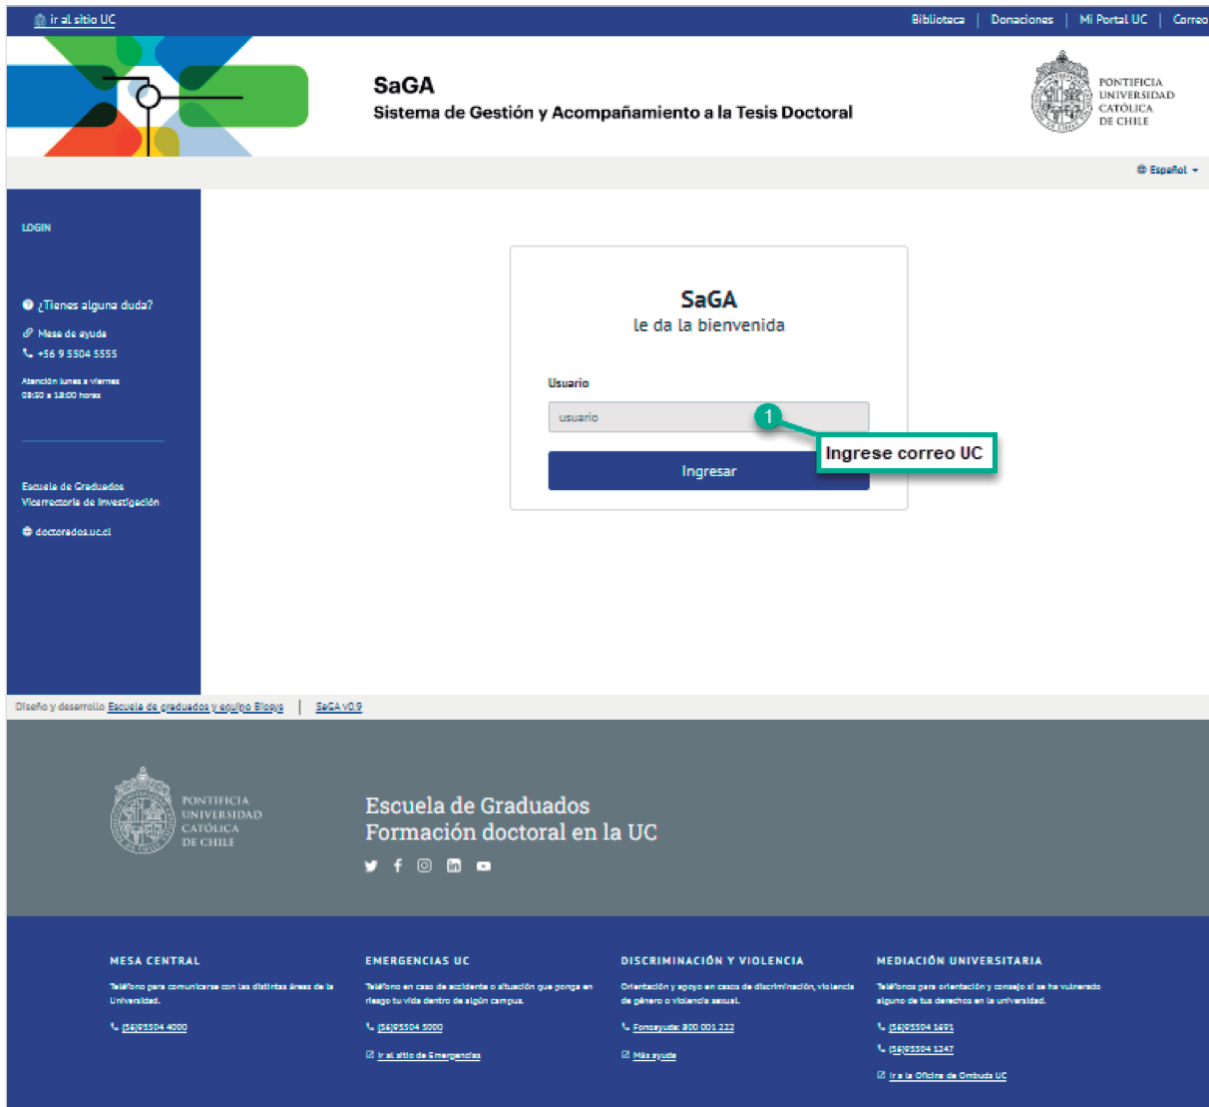 ir al sitio UC
Biblioteca
Donaciones
Mi Portal UC
Correo
SaGA
Sistema de Gestión y Acompañamiento a la Tesis Doctoral
PONTIFICIA
UNIVERSIDAD
CATÓLICA
DE CHILE
Español
LOGIN
¿Tienes alguna duda?
Mesa de ayuda
+56 9 5504 5555
Atención lunes a viernes
08:30 a 18:00 horas
Escuela de Graduados
Vicerrectoría de Investigación
doctorados.uc.cl
SaGA
le da la bienvenida
Usuario
usuario
1
Ingrese correo UC
Ingresar
Diseño y desarrollo Escuela de graduados y equipo Biosys
SaGA v0.9
PONTIFICIA
UNIVERSIDAD
CATÓLICA
DE CHILE
Escuela de Graduados
Formación doctoral en la UC
MESA CENTRAL
Teléfono para comunicarse con las distintas áreas de la
Universidad.
(56)95504 4000
EMERGENCIAS UC
Teléfono en caso de accidente o situación que ponga en
riesgo tu vida dentro de algún campus.
(56)95504 5000
Ir al sitio de Emergencias
DISCRIMINACIÓN Y VIOLENCIA
Orientación y apoyo en casos de discriminación, violencia
de género o violencia sexual.
Fonoayuda: 800 001 222
Más ayuda
MEDIACIÓN UNIVERSITARIA
Teléfonos para orientación y consejo si se ha vulnerado
alguno de tus derechos en la universidad.
(56)95504 1691
(56)95504 1247
Ir a la Oficina de Ombuds UC